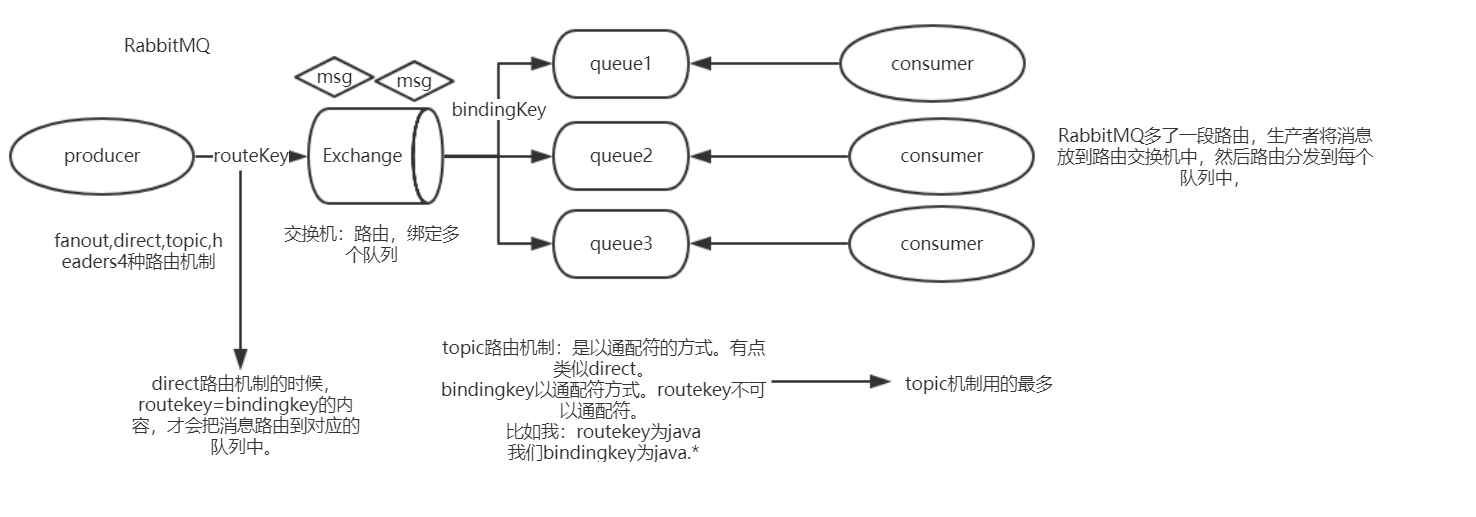 RabbitMQ
msg
msg
queue1
consumer
bindingKey
producer
routeKey
Exchange
queue2
consumer
RabbitMQ多了一段路由，生产者将消息
放到路由交换机中，然后路由分发到每个
队列中，
fanout,direct,topic,h
eaders4种路由机制
交换机：路由，绑定多
个队列
queue3
consumer
direct路由机制的时候，
routekey=bindingkey的内
容，才会把消息路由到对应的
队列中。
topic路由机制：是以通配符的方式。有点
类似direct。
bindingkey以通配符方式。routekey不可
以通配符。
比如我：routekey为java
我们bindingkey为java.*
topic机制用的最多